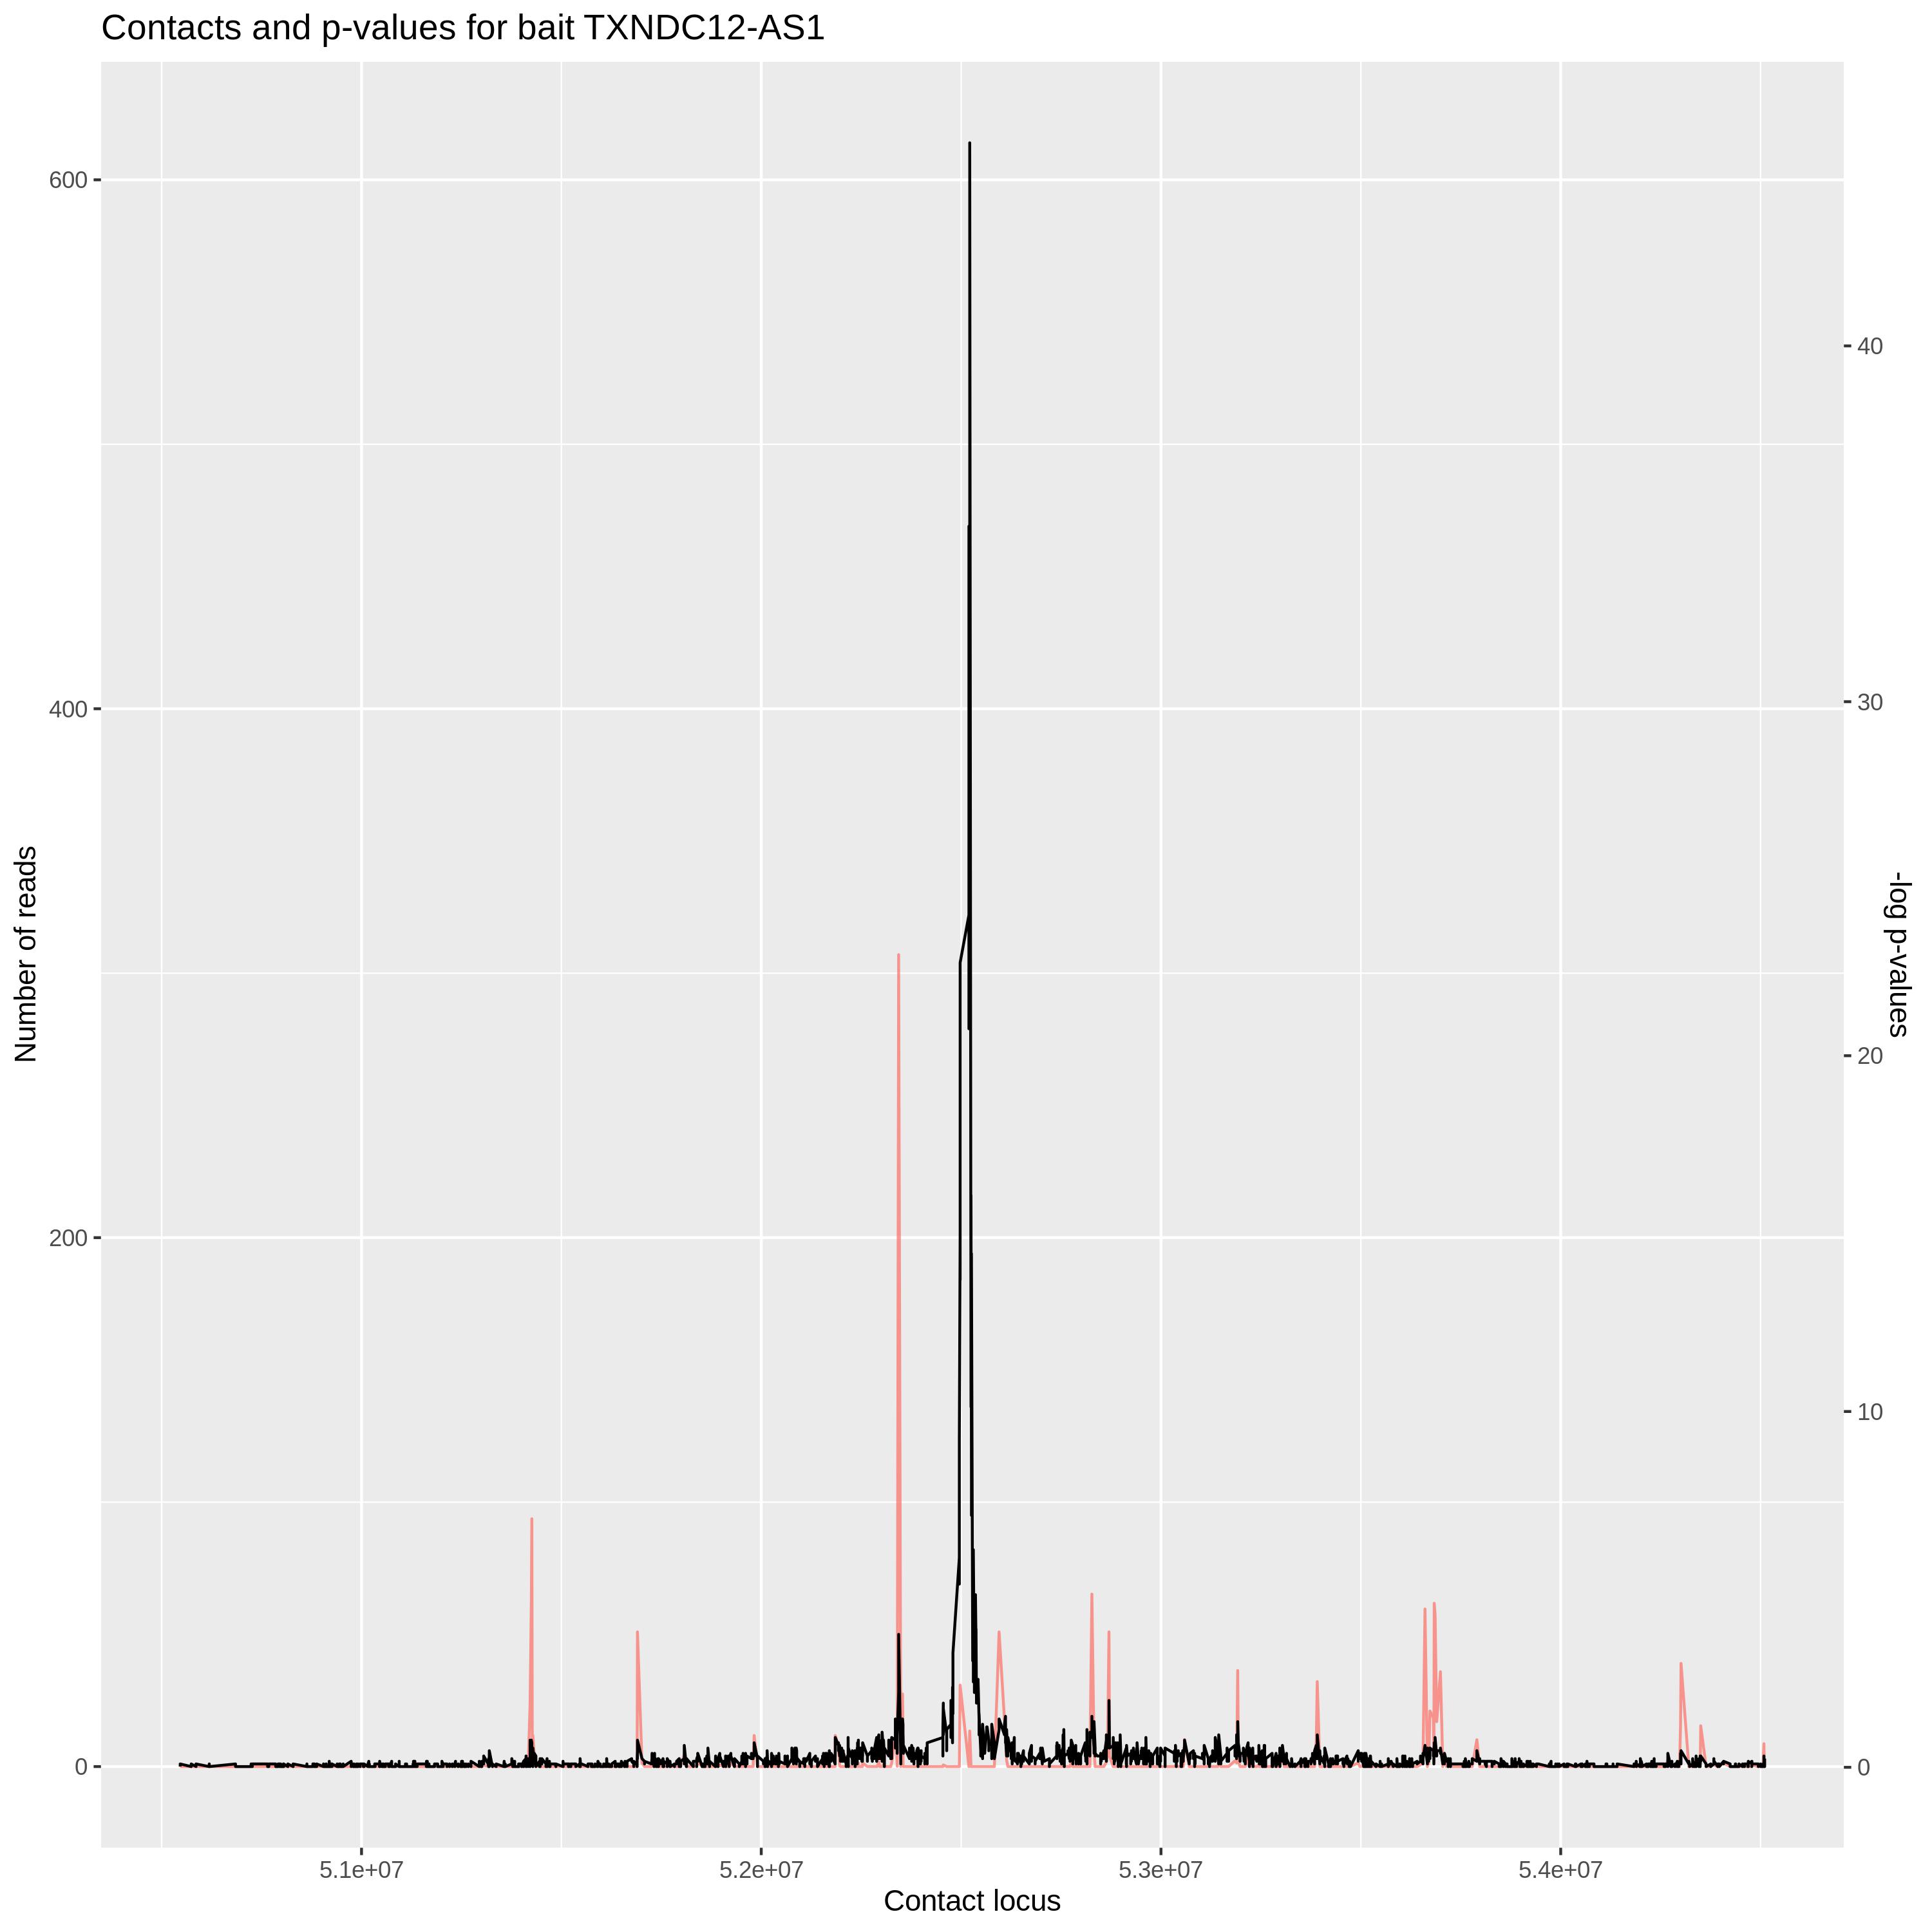 Contacts and p-values for bait TXNDC12-AS1
600
400
200
0
Number of reads
40
30
20
10
0
-log p-values
5.1e+07
5.2e+07
5.3e+07
5.4e+07
Contact locus